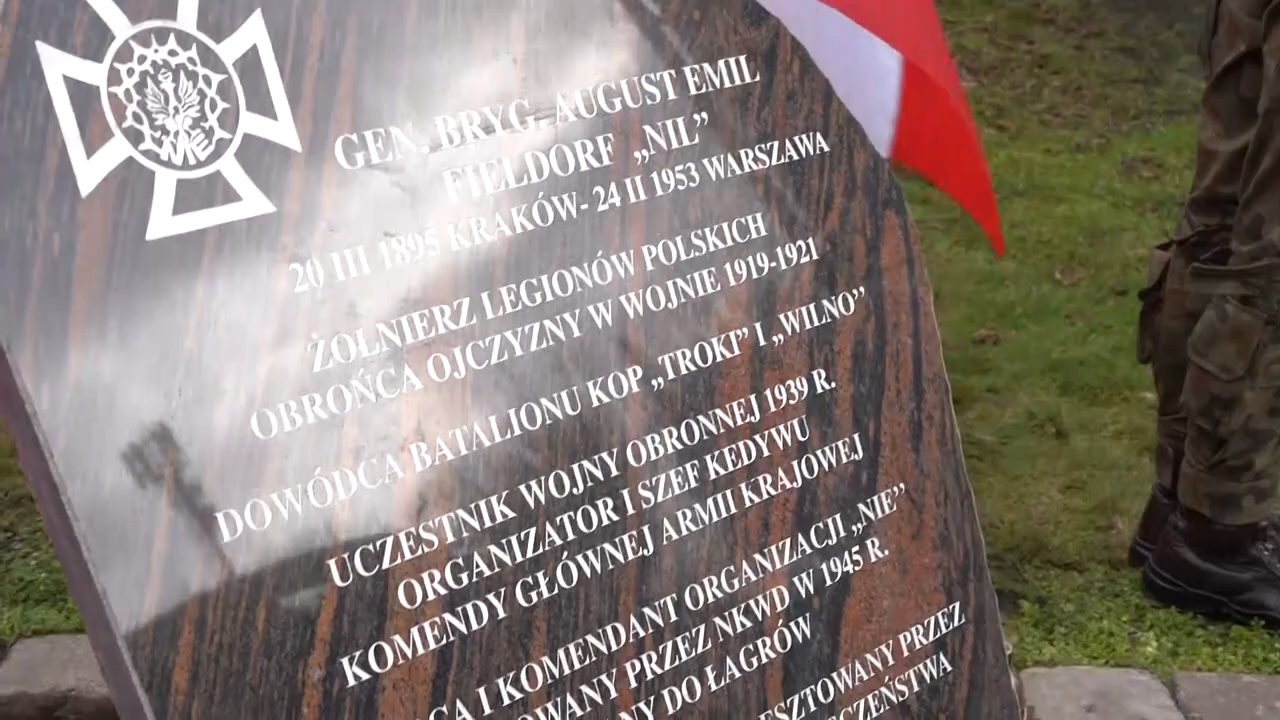 GEN. BRYG. AUGUST EMIL
FIELDORF „NIL”
20 III 1895 KRAKÓW- 24 II 1953 WARSZAWA
ŻOŁNIERZ LEGIONÓW POLSKICH
OBROŃCA OJCZYZNY W WOJNIE 1919-1921
DOWÓDCA BATALIONU KOP „TROKI” I „WILNO”
UCZESTNIK WOJNY OBRONNEJ 1939 R.
ORGANIZATOR I SZEF KEDYWU
KOMENDY GŁÓWNEJ ARMII KRAJOWEJ
I KOMENDANT ORGANIZACJI „NIE”
PRZEZ NKWD W 1945 R.
DO ŁAGRÓW
PRZEZ